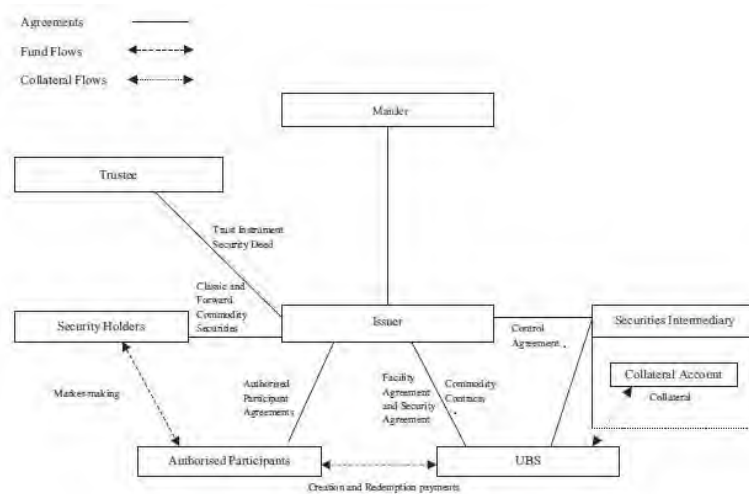 Agreements
Fund Flows
Collateral Flows
Manager
Trustee
Trust Instrument
Security Deed
Classic and
Forward
Commodity
Securities
Security Holders
Issuer
Securities Intermediary
Control
Agreement
Collateral Account
Collateral
Market-making
Authorised
Participant
Agreements
Facility
Agreement
and Security
Agreement
Commodity
Contracts
Authorised Participants
UBS
Creation and Redemption payments